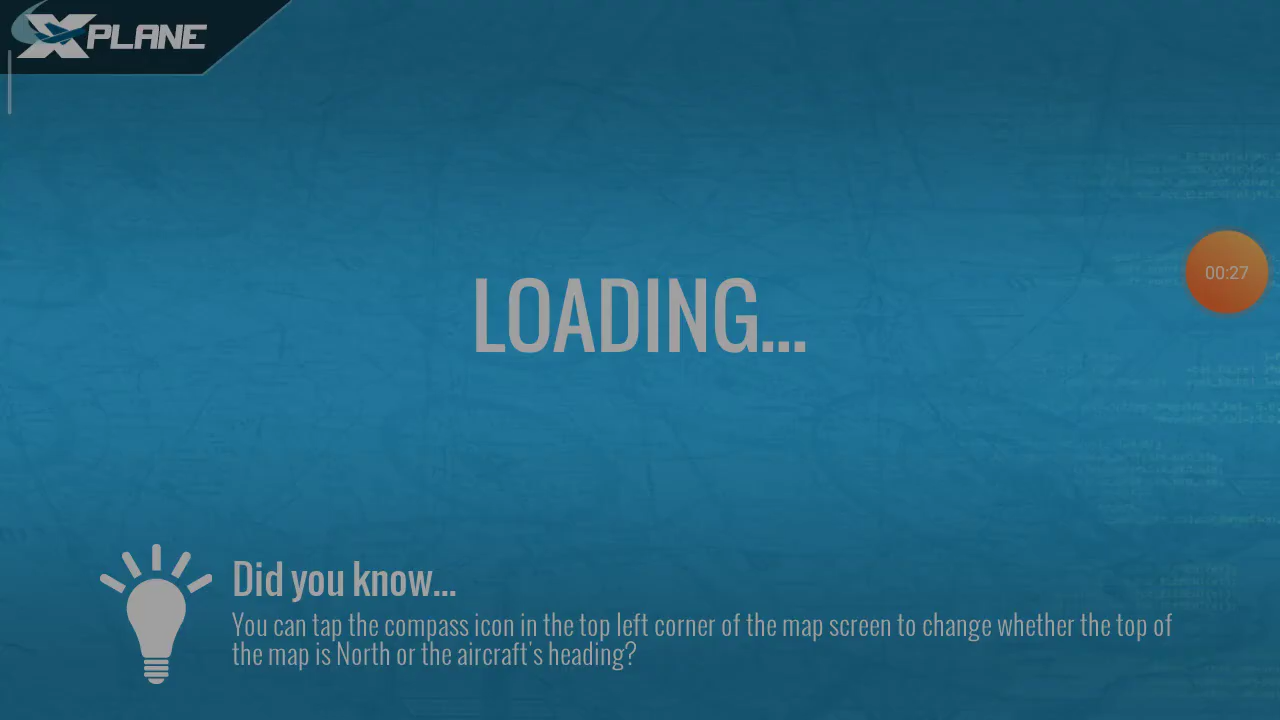 X PLANE
00:27
LOADING...
Did you know...
You can tap the compass icon in the top left corner of the map screen to change whether the top of
the map is North or the aircraft's heading?